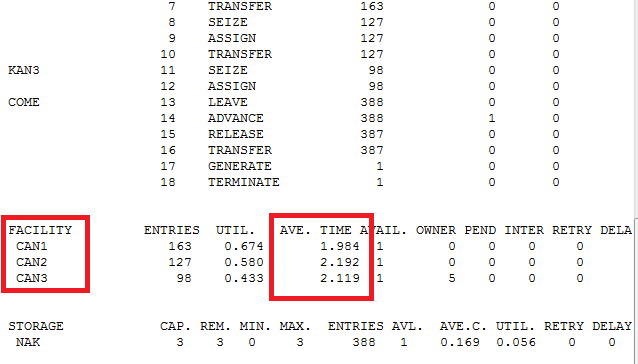 7 TRANSFER 163 0 0
8 SEIZE 127 0 0
9 ASSIGN 127 0 0
10 TRANSFER 127 0 0
KAN3 11 SEIZE 98 0 0
12 ASSIGN 98 0 0
COME 13 LEAVE 388 0 0
14 ADVANCE 388 1 0
15 RELEASE 387 0 0
16 TRANSFER 387 0 0
17 GENERATE 1 0 0
18 TERMINATE 1 0 0
FACILITY ENTRIES UTIL. AVE. TIME AVAIL. OWNER PEND INTER RETRY DELA
CAN1 163 0.674 1.984 1 0 0 0 0
CAN2 127 0.580 2.192 1 0 0 0 0
CAN3 98 0.433 2.119 1 5 0 0 0
STORAGE CAP. REM. MIN. MAX. ENTRIES AVL. AVE.C. UTIL. RETRY DELAY
NAK 3 3 0 3 388 1 0.169 0.056 0 0